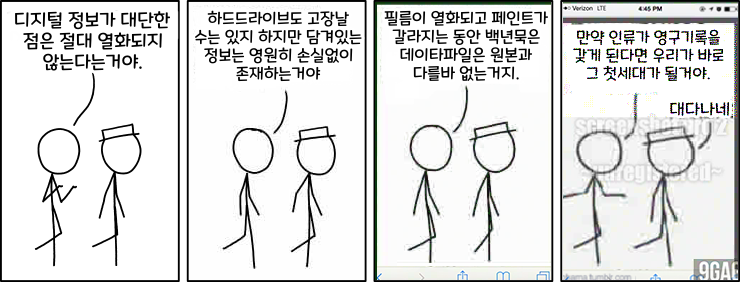 디지털 정보가 대단한
점은 절대 열화되지
않는다는거야.
하드드라이브도 고장날
수는 있지 하지만 담겨있는
정보는 영원히 손실없이
존재하는거야
필름이 열화되고 페인트가
갈라지는 동안 백년묵은
데이타파일은 원본과
다를바 없는거지.
Verizon LTE 4:45 PM
만약 인류가 영구기록을
갖게 된다면 우리가 바로
그 첫세대가 될거야.
대다나네
~unregistered~
.tumblr.com
9GAG